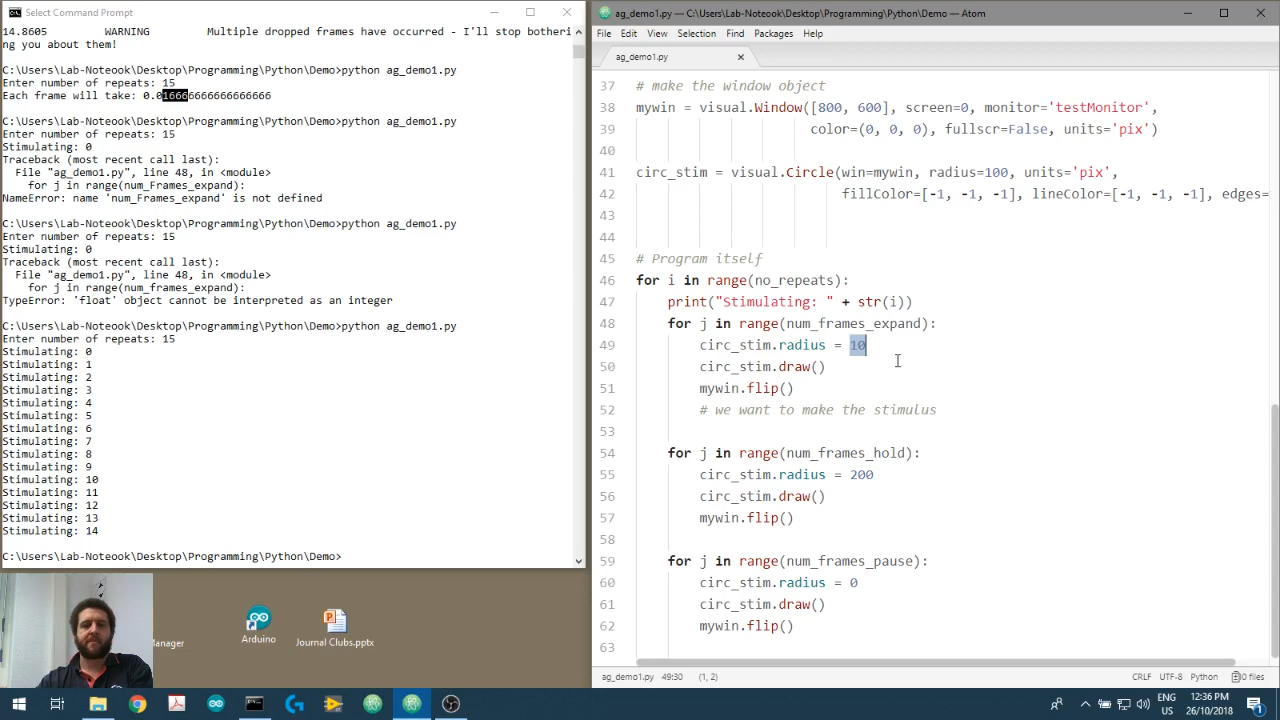 Select Command Prompt
14.8605 WARNING Multiple dropped frames have occurred - I'll stop botheri
ng you about them!
C:\Users\Lab-Noteook\Desktop\Programming\Python\Demo>python ag_demo1.py
Enter number of repeats: 15
Each frame will take: 0.016666666666666666
C:\Users\Lab-Noteook\Desktop\Programming\Python\Demo>python ag_demo1.py
Enter number of repeats: 15
Stimulating: 0
Traceback (most recent call last):
File "ag_demo1.py", line 48, in <module>
for j in range(num_Frames_expand):
NameError: name 'num_Frames_expand' is not defined
C:\Users\Lab-Noteook\Desktop\Programming\Python\Demo>python ag_demo1.py
Enter number of repeats: 15
Stimulating: 0
Traceback (most recent call last):
File "ag_demo1.py", line 48, in <module>
for j in range(num_frames_expand):
TypeError: 'float' object cannot be interpreted as an integer
C:\Users\Lab-Noteook\Desktop\Programming\Python\Demo>python ag_demo1.py
Enter number of repeats: 15
Stimulating: 0
Stimulating: 1
Stimulating: 2
Stimulating: 3
Stimulating: 4
Stimulating: 5
Stimulating: 6
Stimulating: 7
Stimulating: 8
Stimulating: 9
Stimulating: 10
Stimulating: 11
Stimulating: 12
Stimulating: 13
Stimulating: 14
C:\Users\Lab-Noteook\Desktop\Programming\Python\Demo>
Manager
Arduino
Journal Clubs.pptx
ag_demo1.py — C:\Users\Lab-Noteook\Desktop\Programming\Python\Demo — Atom
File Edit View Selection Find Packages Help
ag_demo1.py
37 # make the window object
38 mywin = visual.Window([800, 600], screen=0, monitor='testMonitor',
39 color=(0, 0, 0), fullscr=False, units='pix')
40
41 circ_stim = visual.Circle(win=mywin, radius=100, units='pix',
42 fillColor=[-1, -1, -1], lineColor=[-1, -1, -1], edges=
43
44
45 # Program itself
46 for i in range(no_repeats):
47 print("Stimulating: " + str(i))
48 for j in range(num_frames_expand):
49 circ_stim.radius = 10
50 circ_stim.draw()
51 mywin.flip()
52 # we want to make the stimulus
53
54 for j in range(num_frames_hold):
55 circ_stim.radius = 200
56 circ_stim.draw()
57 mywin.flip()
58
59 for j in range(num_frames_pause):
60 circ_stim.radius = 0
61 circ_stim.draw()
62 mywin.flip()
63
ag_demo1.py 49:30 (1, 2) CRLF UTF-8 Python 0 files
ENG 12:36 PM
US 26/10/2018